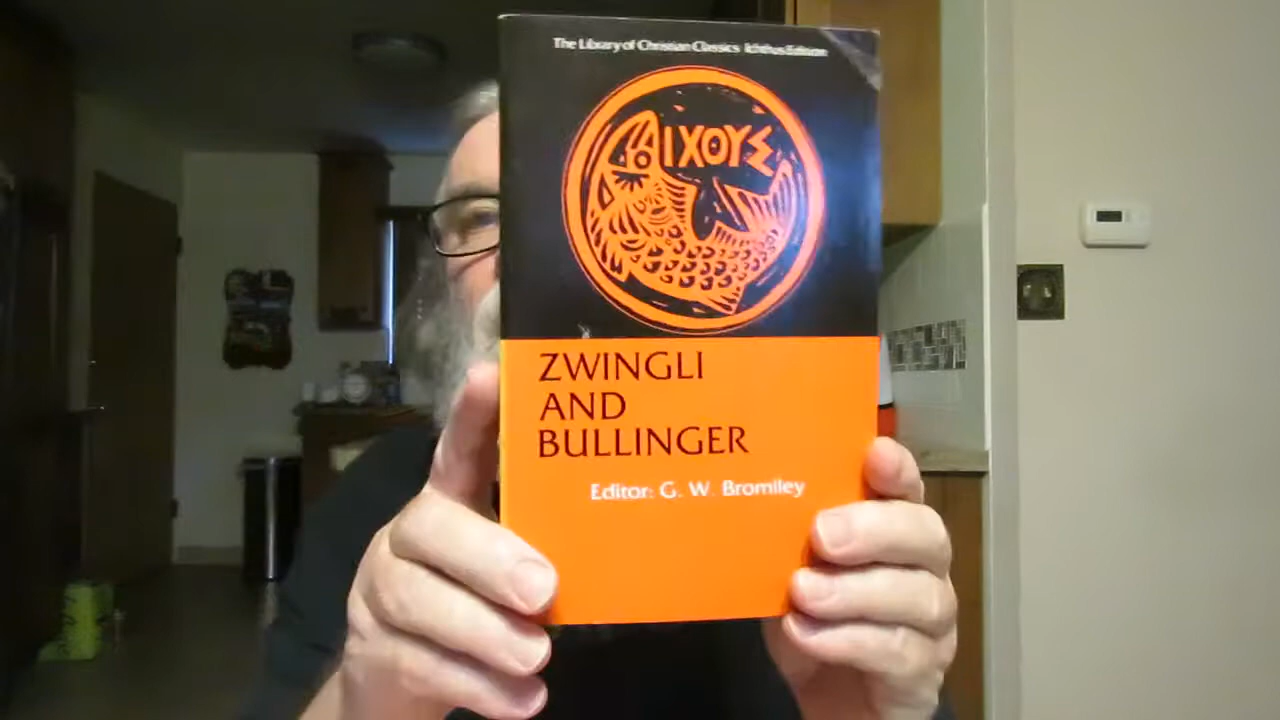 The Library of Christian Classics Ichthus Edition
ΙΧΘΥΣ
ZWINGLI
AND
BULLINGER
Editor: G. W. Bromiley